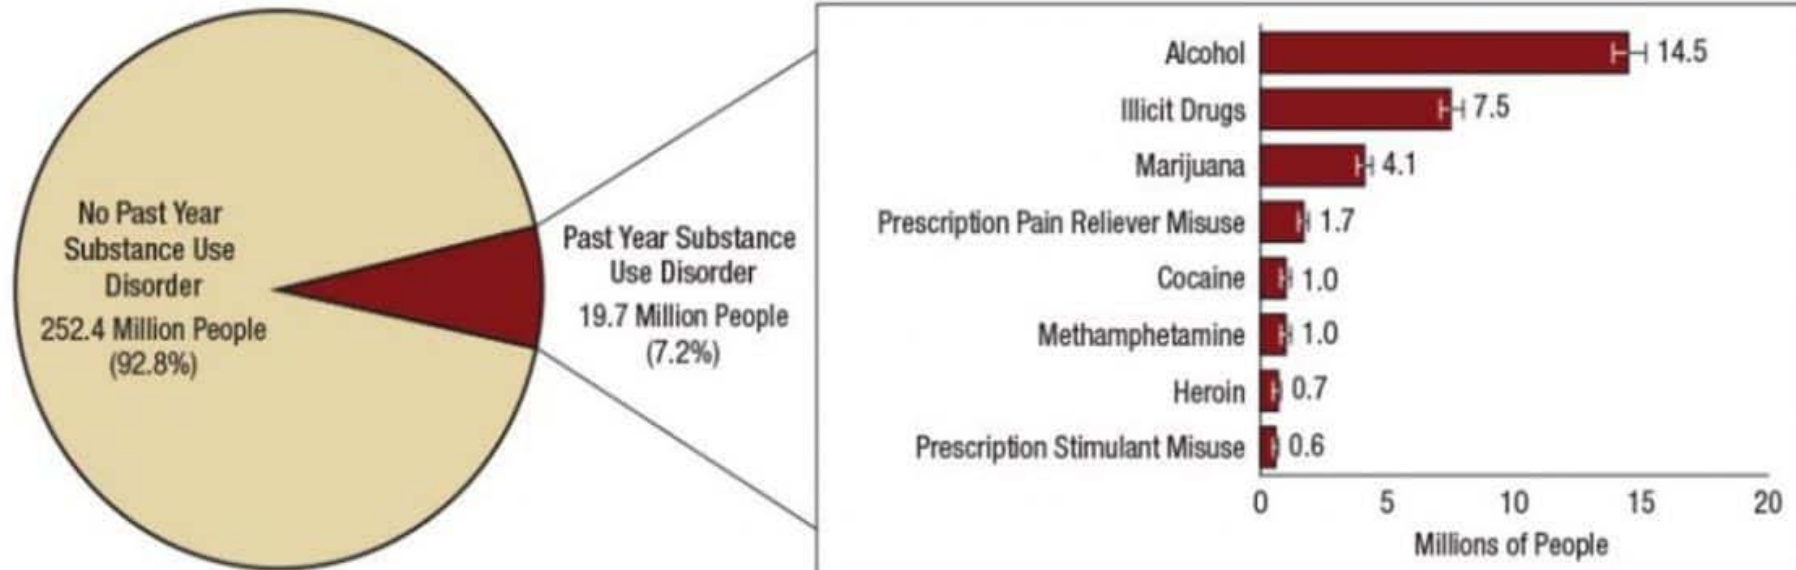 No Past Year
Substance Use
Disorder
252.4 Million People
(92.8%)
Past Year Substance
Use Disorder
19.7 Million People
(7.2%)
Alcohol 14.5
Illicit Drugs 7.5
Marijuana 4.1
Prescription Pain Reliever Misuse 1.7
Cocaine 1.0
Methamphetamine 1.0
Heroin 0.7
Prescription Stimulant Misuse 0.6
0 5 10 15 20
Millions of People